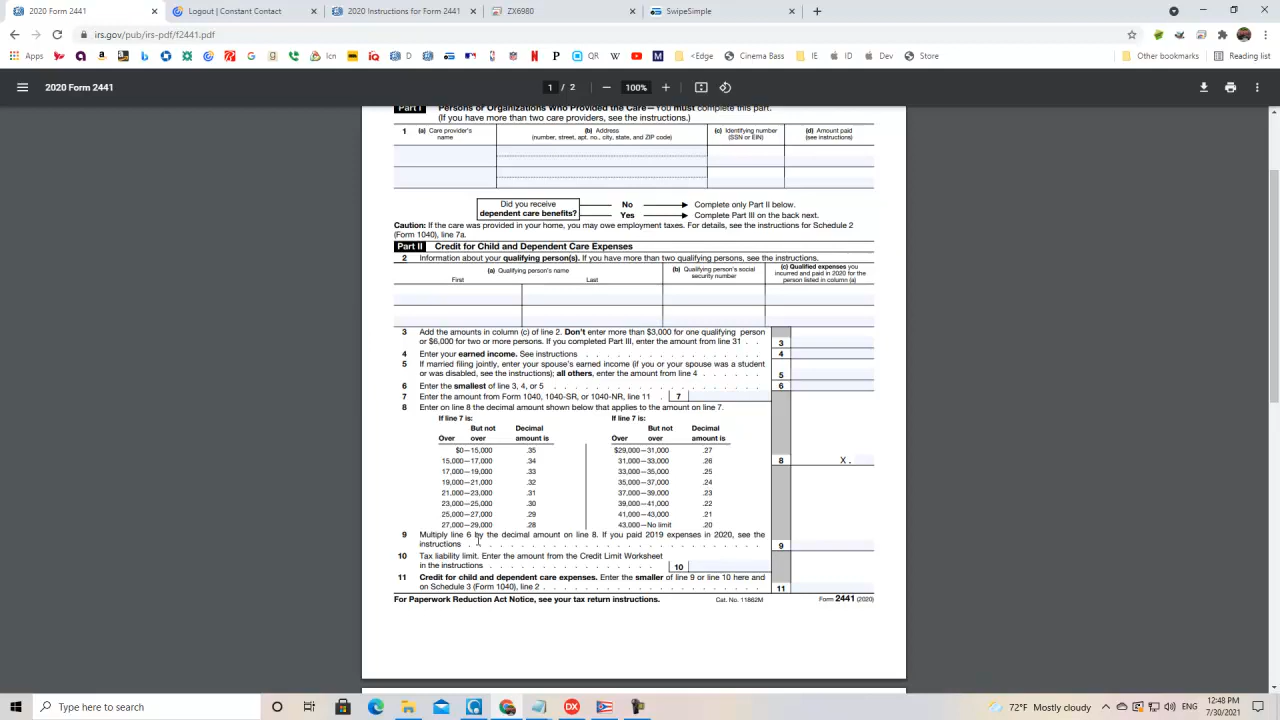 2020 Form 2441
Logout | Constant Contact
2020 Instructions for Form 2441
ZX6980
SwipeSimple
irs.gov/pub/irs-pdf/f2441.pdf
Apps
Icn
D
QR
<Edge
Cinema Bass
IE
IA
Dev
Store
Other bookmarks
Reading list
2020 Form 2441
1 / 2
100%
Part I Persons or Organizations Who Provided the Care—You must complete this part.
(If you have more than two care providers, see the instructions.)
1 (a) Care provider's name
(b) Address
(number, street, apt. no., city, state, and ZIP code)
(c) Identifying number
(SSN or EIN)
(d) Amount paid
(see instructions)
Did you receive
dependent care benefits?
No Complete only Part II below.
Yes Complete Part III on the back next.
Caution: If the care was provided in your home, you may owe employment taxes. For details, see the instructions for Schedule 2
(Form 1040), line 7a.
Part II Credit for Child and Dependent Care Expenses
2 Information about your qualifying person(s). If you have more than two qualifying persons, see the instructions.
(a) Qualifying person's name
First Last
(b) Qualifying person's social
security number
(c) Qualified expenses you
incurred and paid in 2020 for the
person listed in column (a)
3 Add the amounts in column (c) of line 2. Don't enter more than $3,000 for one qualifying person
or $6,000 for two or more persons. If you completed Part III, enter the amount from line 31 . . 3
4 Enter your earned income. See instructions . . . . . . . . . . . . . . . . 4
5 If married filing jointly, enter your spouse's earned income (if you or your spouse was a student
or was disabled, see the instructions); all others, enter the amount from line 4 . . . . . . 5
6 Enter the smallest of line 3, 4, or 5 . . . . . . . . . . . . . . . . . . . 6
7 Enter the amount from Form 1040, 1040-SR, or 1040-NR, line 11 . 7
8 Enter on line 8 the decimal amount shown below that applies to the amount on line 7.
If line 7 is: If line 7 is:
But not Decimal But not Decimal
Over over amount is Over over amount is
$0—15,000 .35 $29,000—31,000 .27
15,000—17,000 .34 31,000—33,000 .26
17,000—19,000 .33 33,000—35,000 .25
19,000—21,000 .32 35,000—37,000 .24
21,000—23,000 .31 37,000—39,000 .23
23,000—25,000 .30 39,000—41,000 .22
25,000—27,000 .29 41,000—43,000 .21
27,000—29,000 .28 43,000—No limit .20
8 X .
9 Multiply line 6 by the decimal amount on line 8. If you paid 2019 expenses in 2020, see the
instructions . . . . . . . . . . . . . . . . . . . . . . . . . 9
10 Tax liability limit. Enter the amount from the Credit Limit Worksheet
in the instructions . . . . . . . . . . . . . . 10
11 Credit for child and dependent care expenses. Enter the smaller of line 9 or line 10 here and
on Schedule 3 (Form 1040), line 2 . . . . . . . . . . . . . . . . . . . . 11
For Paperwork Reduction Act Notice, see your tax return instructions. Cat. No. 11862M Form 2441 (2020)
Type here to search
72°F Mostly cloudy
ENG
12:48 PM
7/30/2021